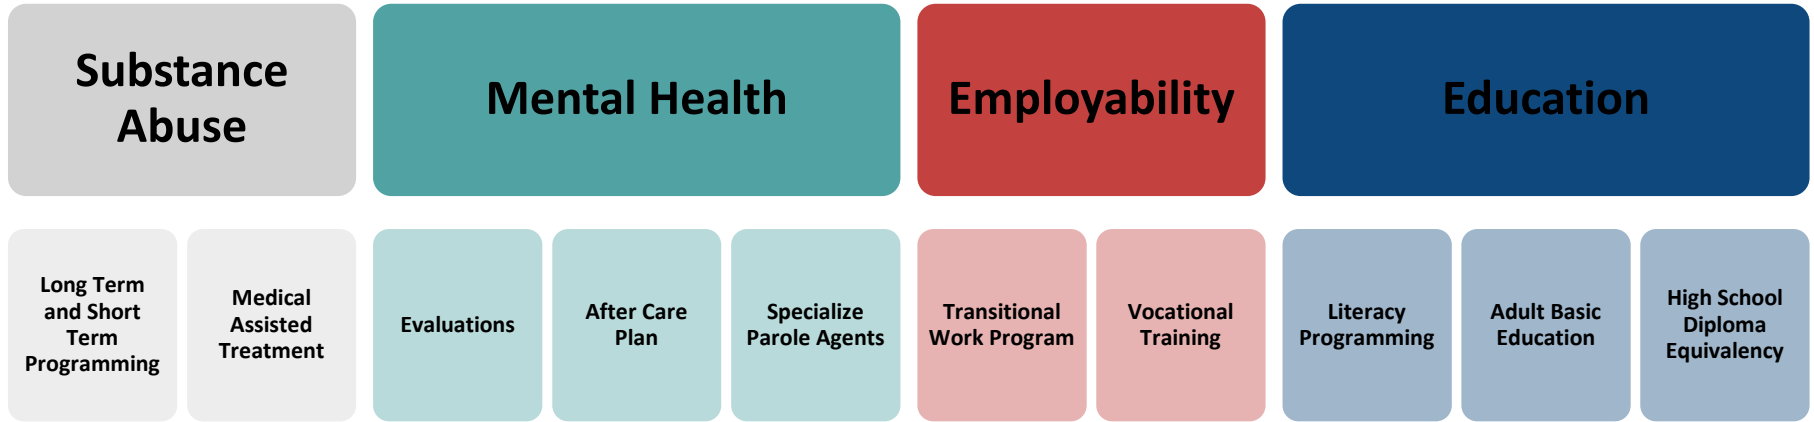 Substance
Abuse
Mental Health
Employability
Education
Long Term
and Short
Term
Programming
Medical
Assisted
Treatment
Evaluations
After Care
Plan
Specialize
Parole Agents
Transitional
Work Program
Vocational
Training
Literacy
Programming
Adult Basic
Education
High School
Diploma
Equivalency